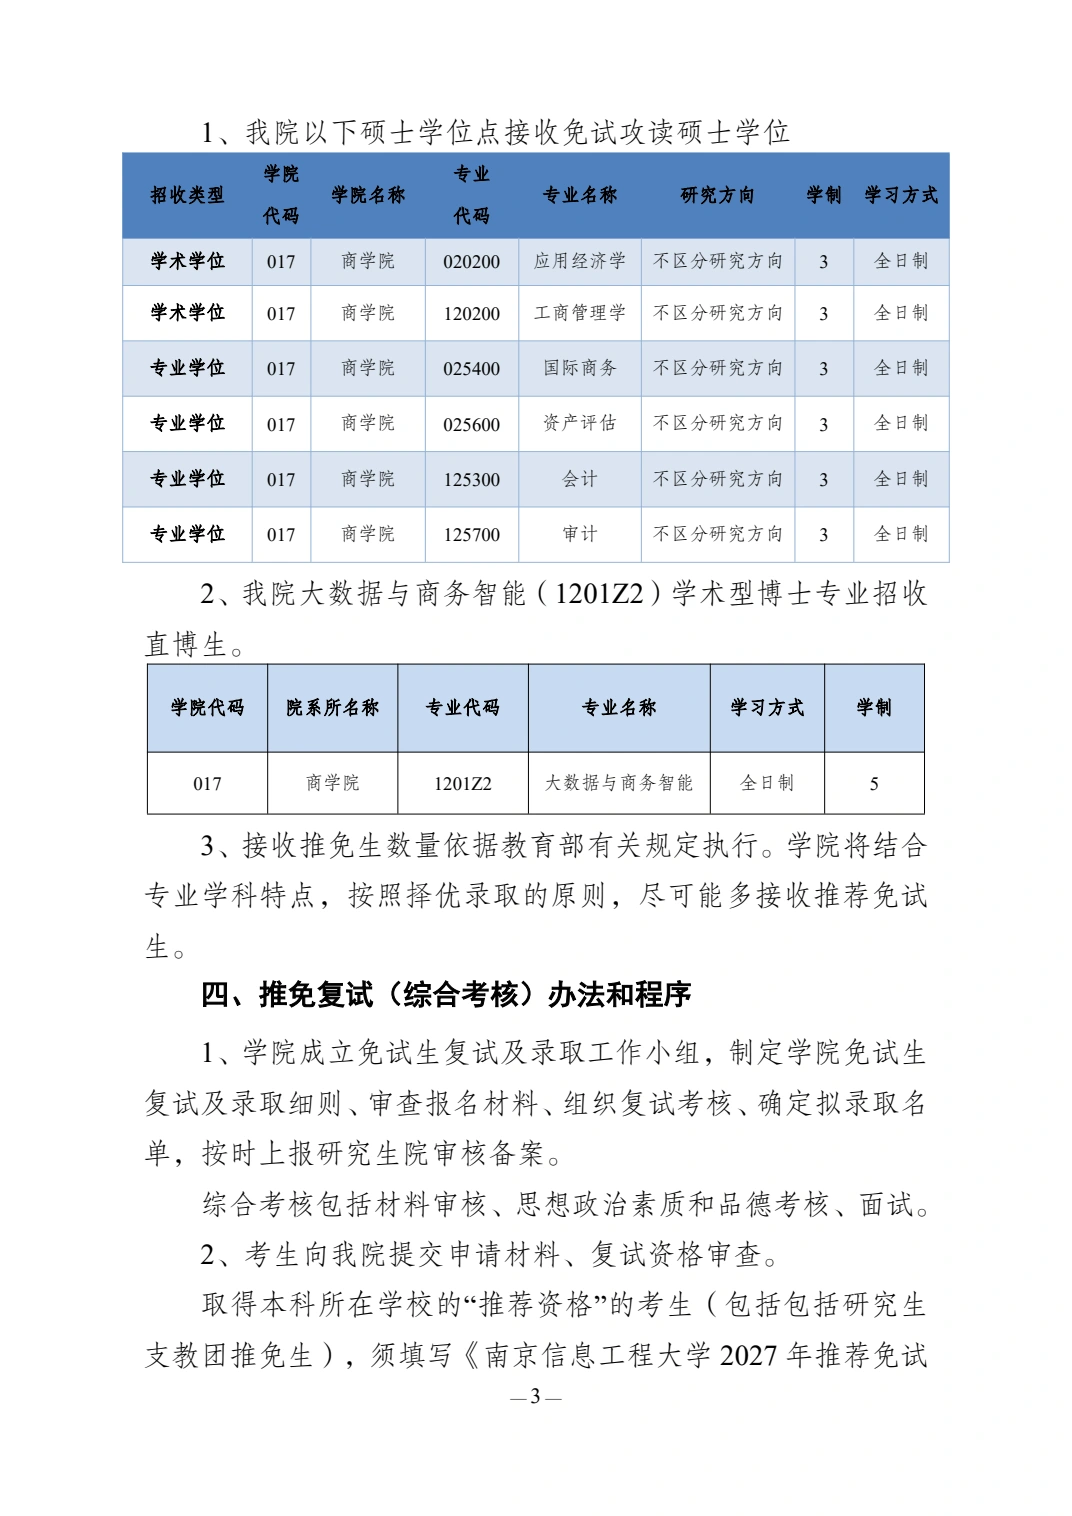 1、我院以下硕士学位点接收免试攻读硕士学位
招收类型 学院代码 学院名称 专业代码 专业名称 研究方向 学制 学习方式
学术学位 017 商学院 020200 应用经济学 不区分研究方向 3 全日制
学术学位 017 商学院 120200 工商管理学 不区分研究方向 3 全日制
专业学位 017 商学院 025400 国际商务 不区分研究方向 3 全日制
专业学位 017 商学院 025600 资产评估 不区分研究方向 3 全日制
专业学位 017 商学院 125300 会计 不区分研究方向 3 全日制
专业学位 017 商学院 125700 审计 不区分研究方向 3 全日制
2、我院大数据与商务智能（1201Z2）学术型博士专业招收
直博生。
学院代码 院系所名称 专业代码 专业名称 学习方式 学制
017 商学院 1201Z2 大数据与商务智能 全日制 5
3、接收推免生数量依据教育部有关规定执行。学院将结合
专业学科特点，按照择优录取的原则，尽可能多接收推荐免试
生。
四、推免复试（综合考核）办法和程序
1、学院成立免试生复试及录取工作小组，制定学院免试生
复试及录取细则、审查报名材料、组织复试考核、确定拟录取名
单，按时上报研究生院审核备案。
综合考核包括材料审核、思想政治素质和品德考核、面试。
2、考生向我院提交申请材料、复试资格审查。
取得本科所在学校的“推荐资格”的考生（包括包括研究生
支教团推免生），须填写《南京信息工程大学 2027 年推荐免试
—3—